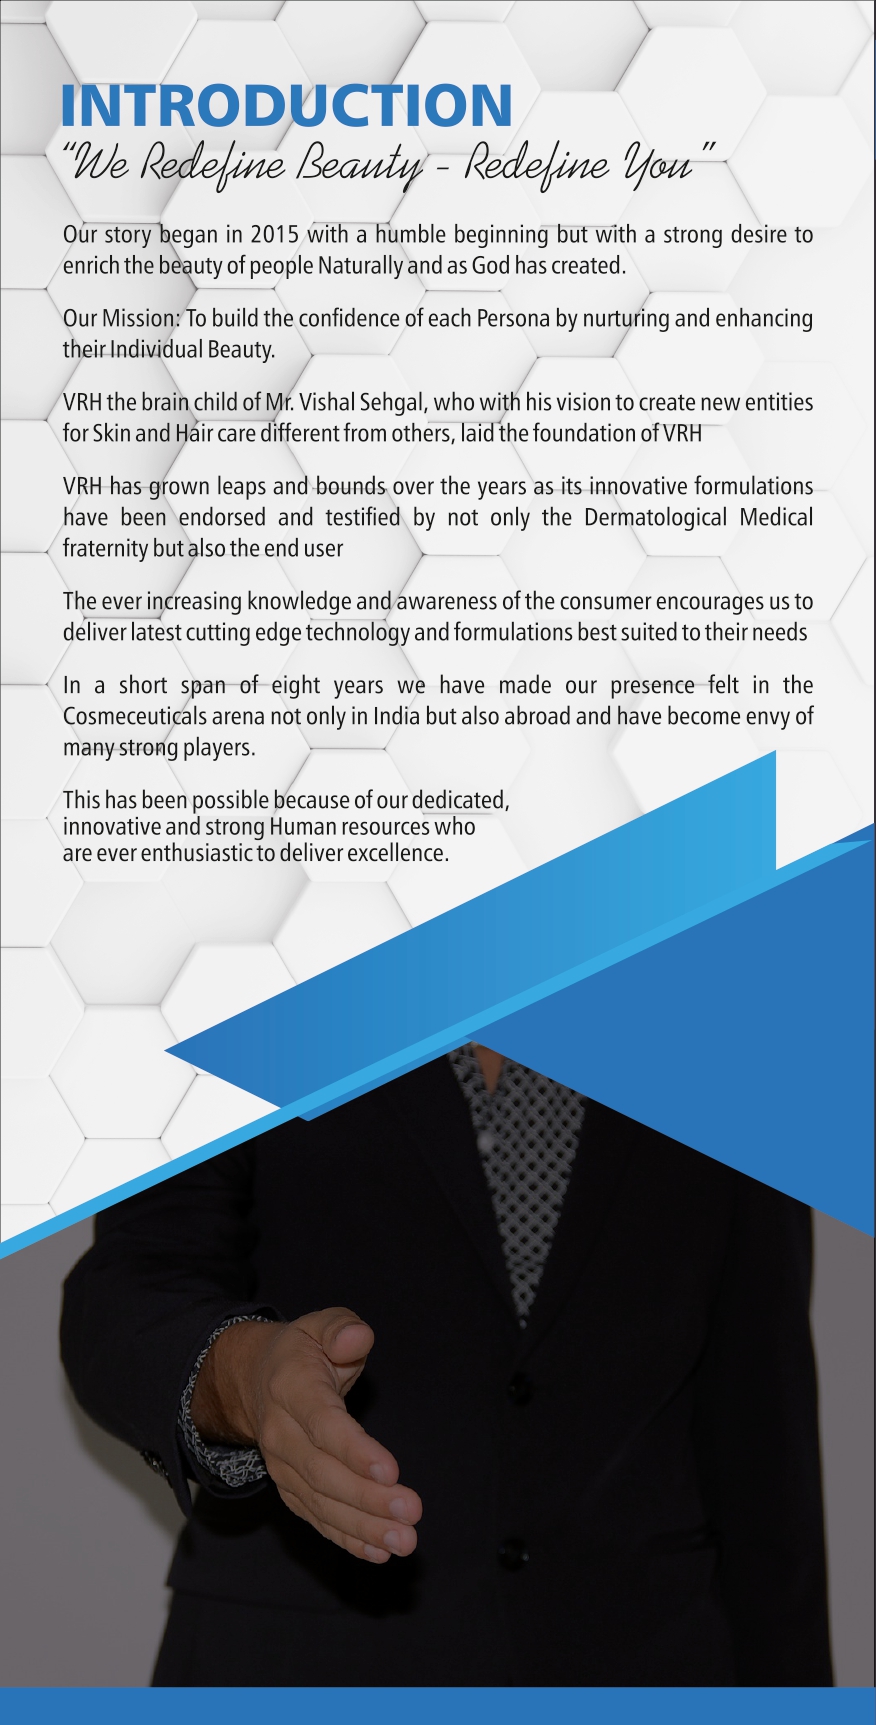 INTRODUCTION
“We Redefine Beauty - Redefine You”
Our story began in 2015 with a humble beginning but with a strong desire to
enrich the beauty of people Naturally and as God has created.
Our Mission: To build the confidence of each Persona by nurturing and enhancing
their Individual Beauty.
VRH the brain child of Mr. Vishal Sehgal, who with his vision to create new entities
for Skin and Hair care different from others, laid the foundation of VRH
VRH has grown leaps and bounds over the years as its innovative formulations
have been endorsed and testified by not only the Dermatological Medical
fraternity but also the end user
The ever increasing knowledge and awareness of the consumer encourages us to
deliver latest cutting edge technology and formulations best suited to their needs
In a short span of eight years we have made our presence felt in the
Cosmeceuticals arena not only in India but also abroad and have become envy of
many strong players.
This has been possible because of our dedicated,
innovative and strong Human resources who
are ever enthusiastic to deliver excellence.